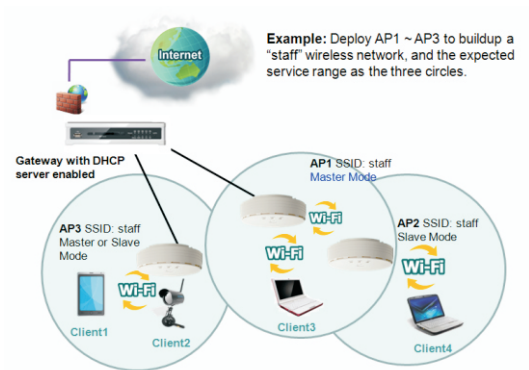 Internet
Example: Deploy AP1 ~ AP3 to buildup a
"staff" wireless network, and the expected
service range as the three circles.
Gateway with DHCP
server enabled
AP1 SSID: staff
Master Mode
Wi-Fi
Wi-Fi
Client3
AP3 SSID: staff
Master or Slave
Mode
Wi-Fi
Client1
Client2
AP2 SSID: staff
Slave Mode
Wi-Fi
Client4